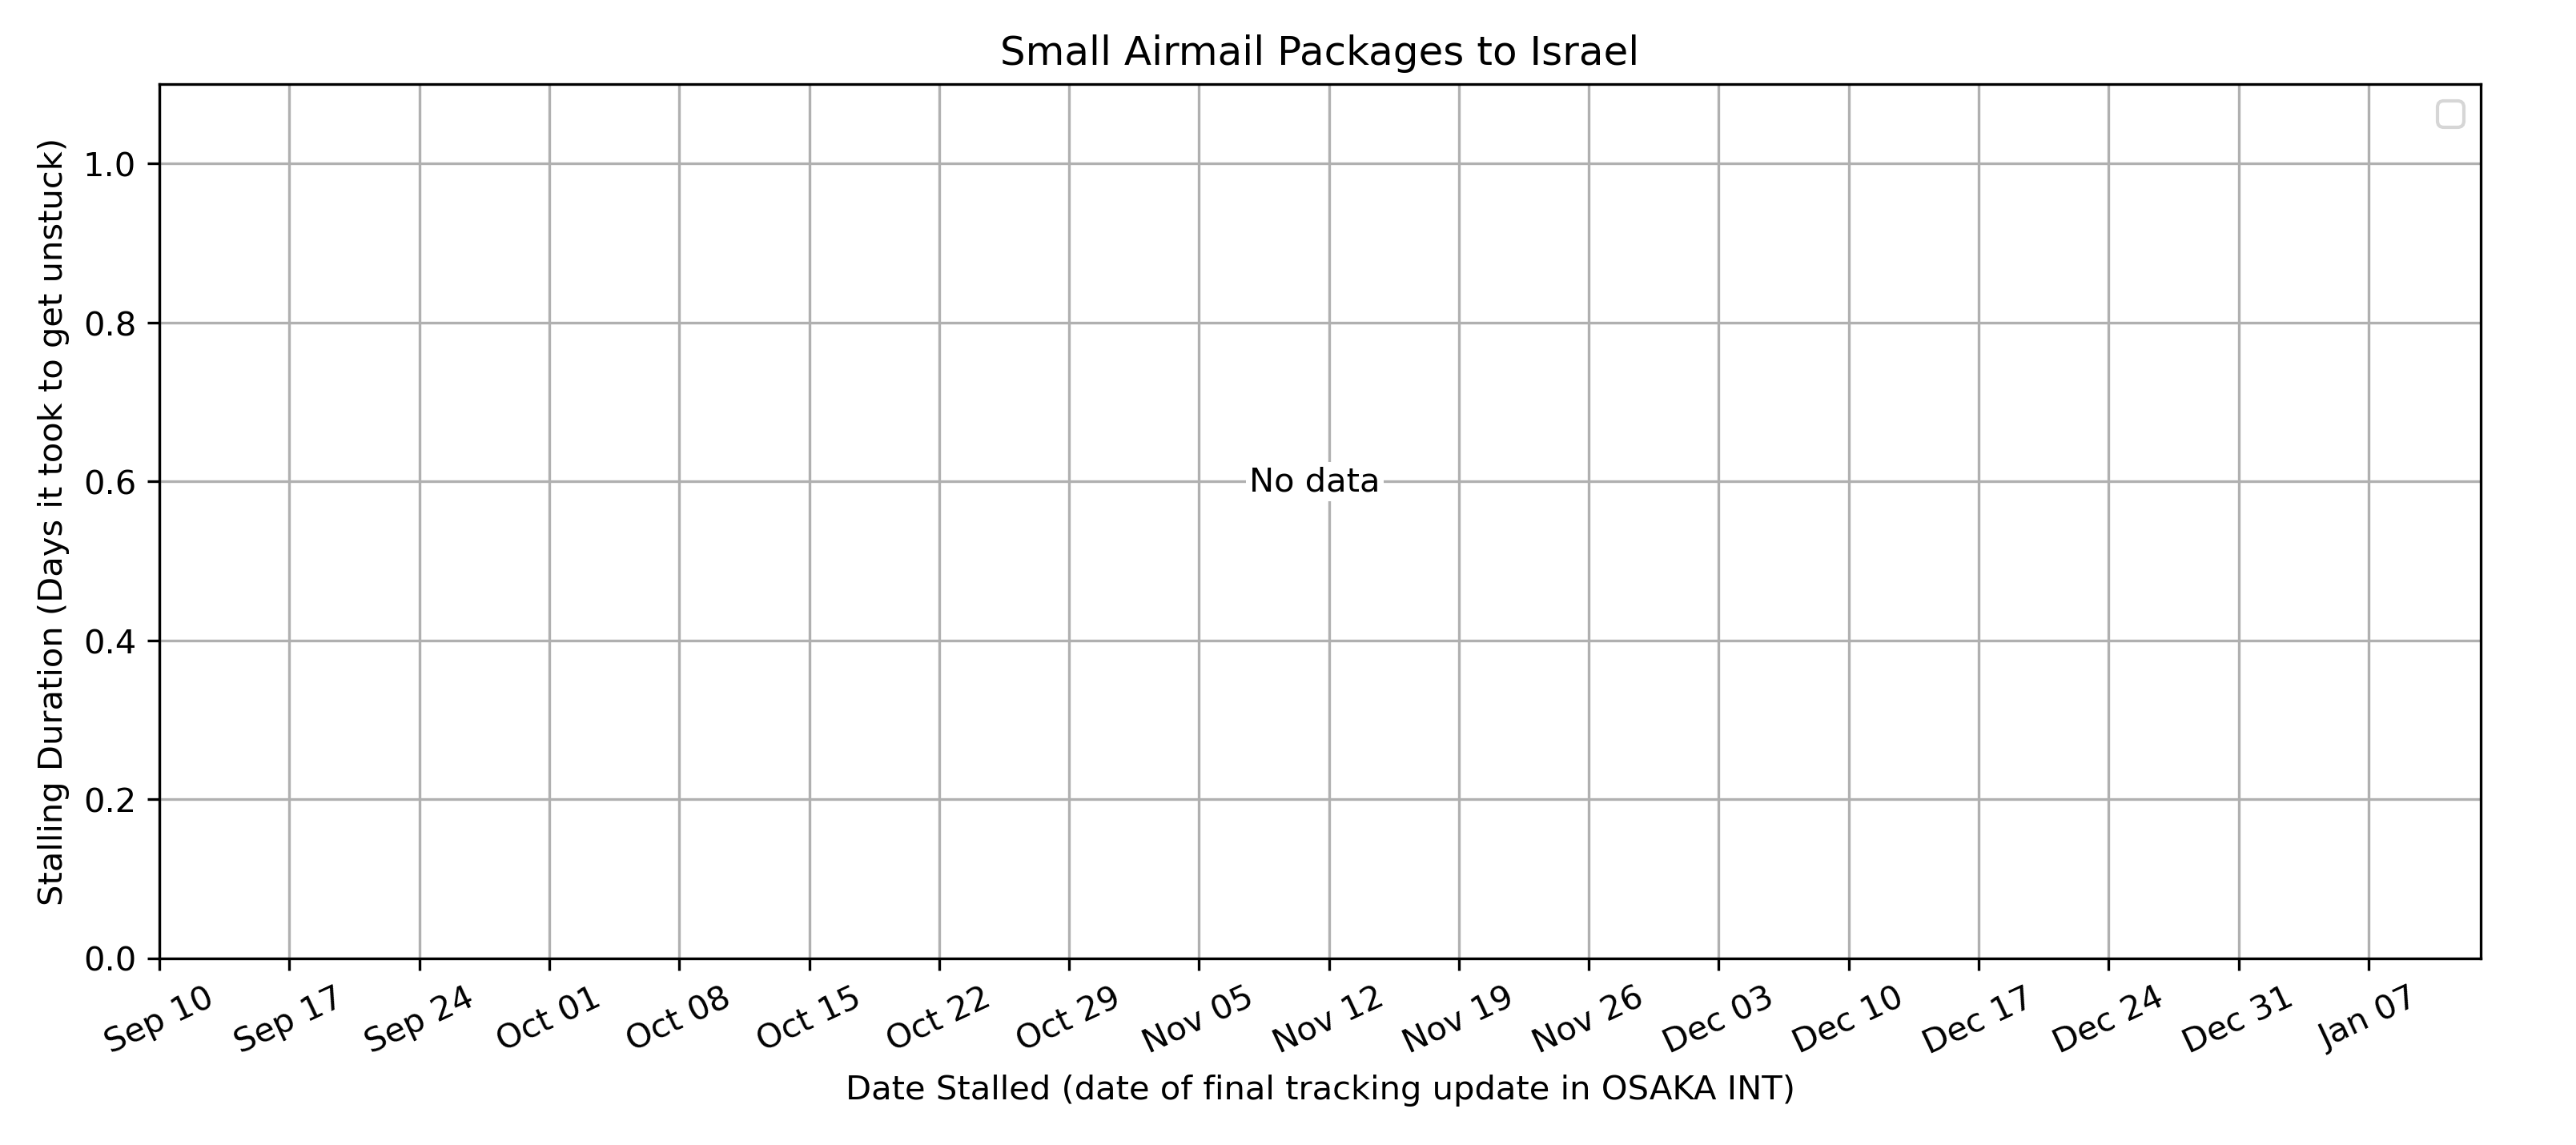 Small Airmail Packages to Israel
Stalling Duration (Days it took to get unstuck)
1.0
0.8
0.6
0.4
0.2
0.0
No data
Sep 10 Sep 17 Sep 24 Oct 01 Oct 08 Oct 15 Oct 22 Oct 29 Nov 05 Nov 12 Nov 19 Nov 26 Dec 03 Dec 10 Dec 17 Dec 24 Dec 31 Jan 07
Date Stalled (date of final tracking update in OSAKA INT)